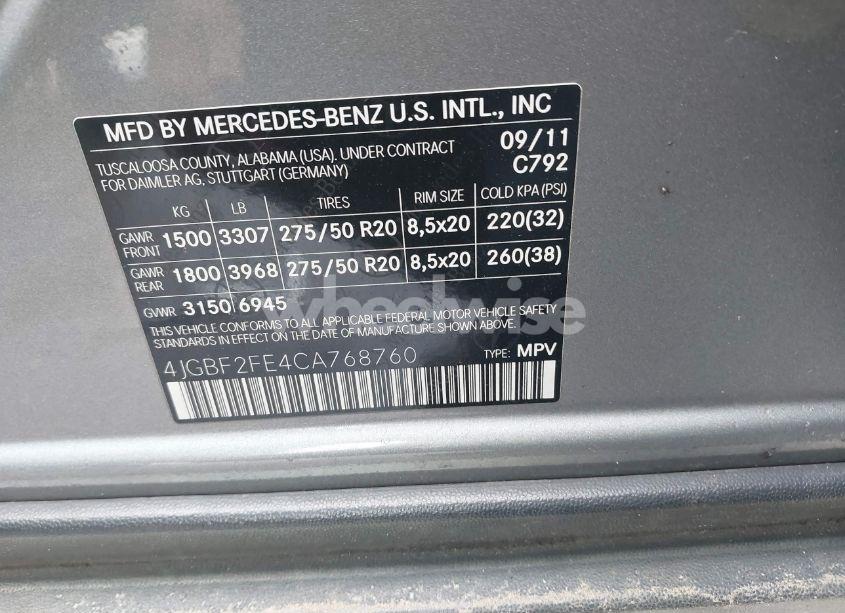 MFD BY MERCEDES-BENZ U.S. INTL., INC
TUSCALOOSA COUNTY, ALABAMA (USA). UNDER CONTRACT 09/11
FOR DAIMLER AG, STUTTGART (GERMANY) C792
KG LB TIRES RIM SIZE COLD KPA (PSI)
GAWR FRONT 1500 3307 275/50 R20 8,5x20 220(32)
GAWR REAR 1800 3968 275/50 R20 8,5x20 260(38)
GVWR 3150 6945
wheelwise
THIS VEHICLE CONFORMS TO ALL APPLICABLE FEDERAL MOTOR VEHICLE SAFETY
STANDARDS IN EFFECT ON THE DATE OF MANUFACTURE SHOWN ABOVE.
4JGBF2FE4CA768760 TYPE: MPV